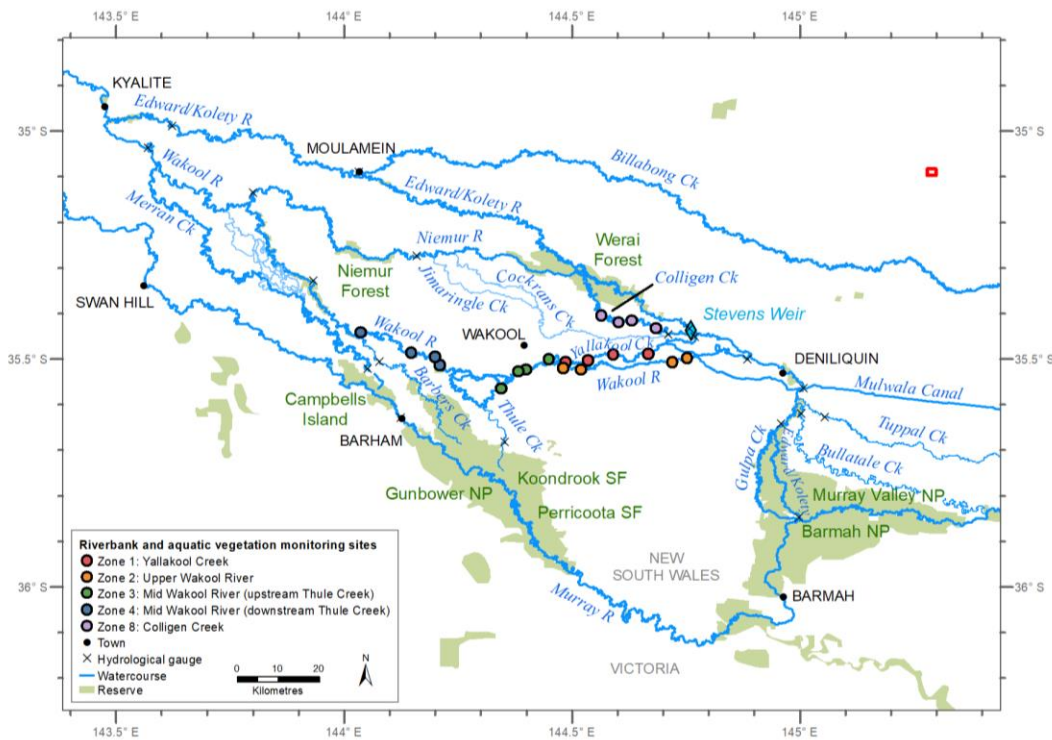 143.5° E
144° E
144.5° E
145° E
KYALITE
Edward/Kolety R
35° S
35° S
MOULAMEIN
Billabong Ck
Wakool R
Edward/Kolety R
Merran Ck
Werai
Forest
Niemur R
Niemur
Forest
Colligen Ck
Cockrans Ck
Jimaringle Ck
SWAN HILL
Stevens Weir
Wakool R
WAKOOL
Yallakool Ck
DENILIQUIN
35.5° S
35.5° S
Wakool R
Mulwala Canal
Campbells
Island
Barbers Ck
Thule Ck
BARHAM
Tuppal Ck
Gulpa Ck
Edward/Kolety
Bullatale Ck
Koondrook SF
Gunbower NP
Murray Valley NP
Perricoota SF
Barmah NP
NEW
SOUTH WALES
36° S
36° S
BARMAH
Murray R
VICTORIA
Riverbank and aquatic vegetation monitoring sites
Zone 1: Yallakool Creek
Zone 2: Upper Wakool River
Zone 3: Mid Wakool River (upstream Thule Creek)
Zone 4: Mid Wakool River (downstream Thule Creek)
Zone 8: Colligen Creek
Town
Hydrological gauge
Watercourse
Reserve
0 10 20
Kilometres
N
143.5° E
144° E
144.5° E
145° E